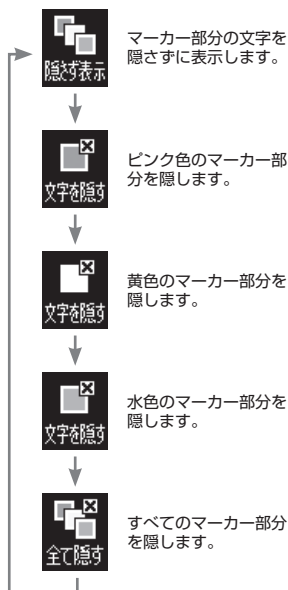 隠さず表示
マーカー部分の文字を
隠さずに表示します。
文字を隠す
ピンク色のマーカー部
分を隠します。
文字を隠す
黄色のマーカー部分を
隠します。
文字を隠す
水色のマーカー部分を
隠します。
全て隠す
すべてのマーカー部分
を隠します。